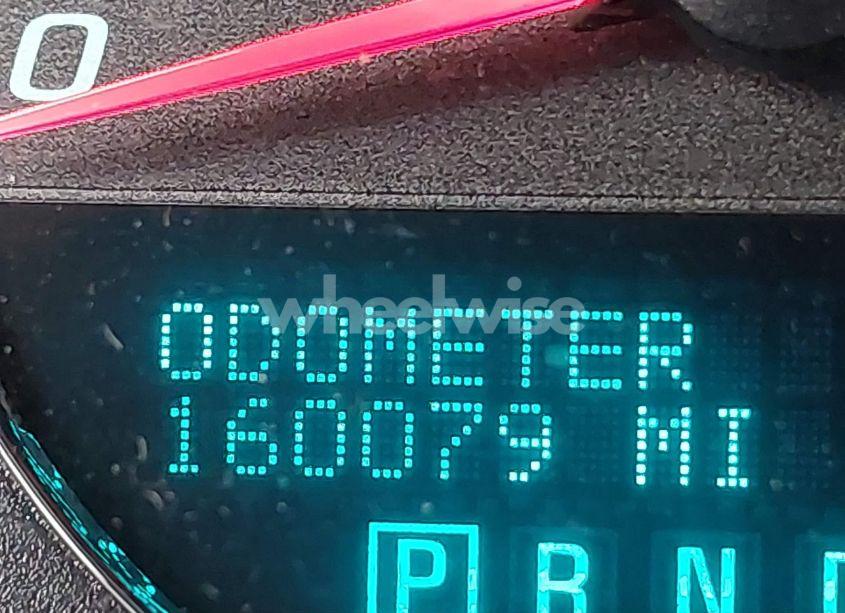 0
wheelwise
ODOMETER
160079 MI
P R N